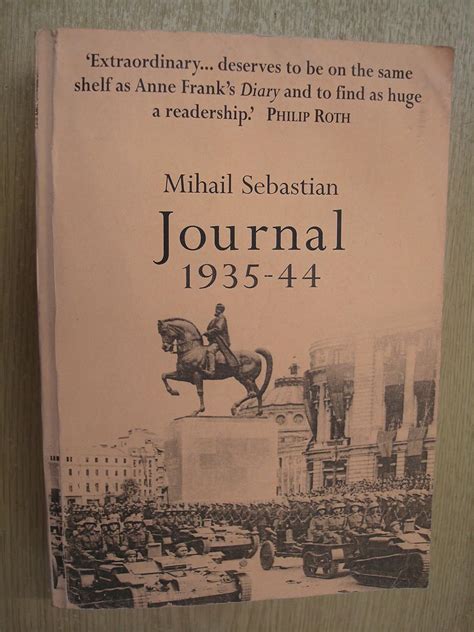 ‘Extraordinary... deserves to be on the same
shelf as Anne Frank’s Diary and to find as huge
a readership.’ PHILIP ROTH
Mihail Sebastian
Journal
1935-44